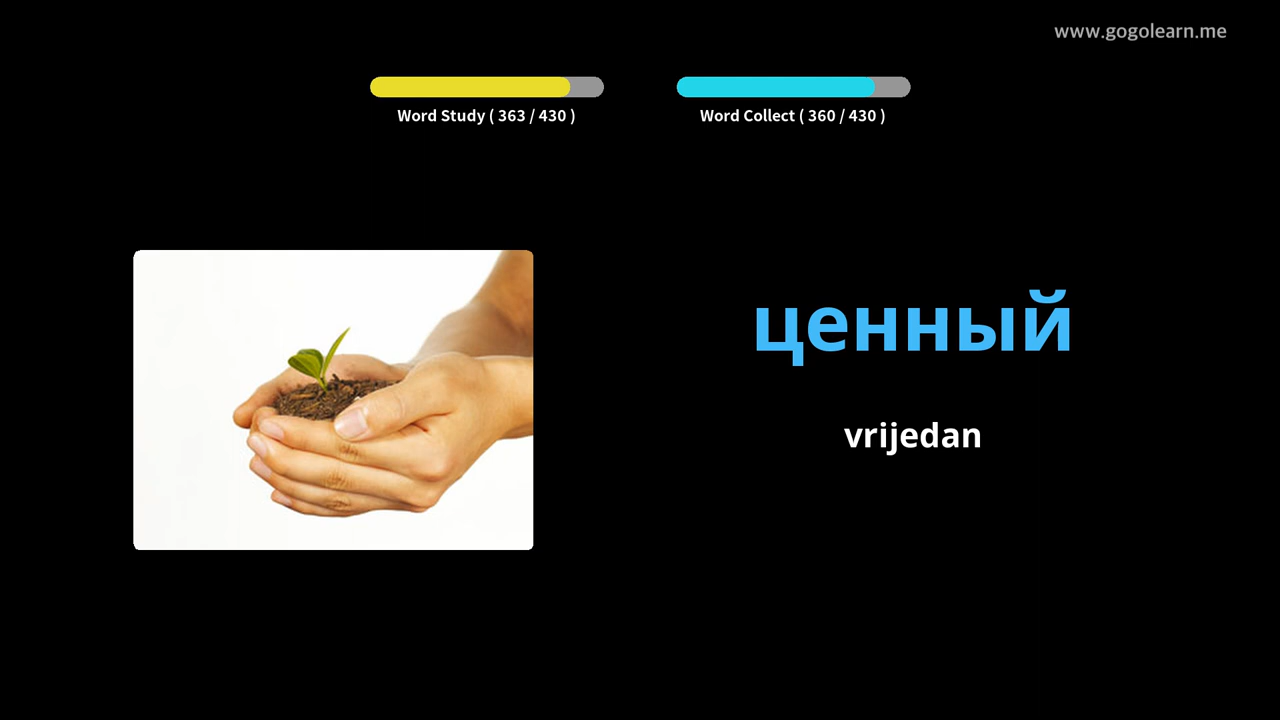 www.gogolearn.me
Word Study ( 363 / 430 )
Word Collect ( 360 / 430 )
ценный
vrijedan